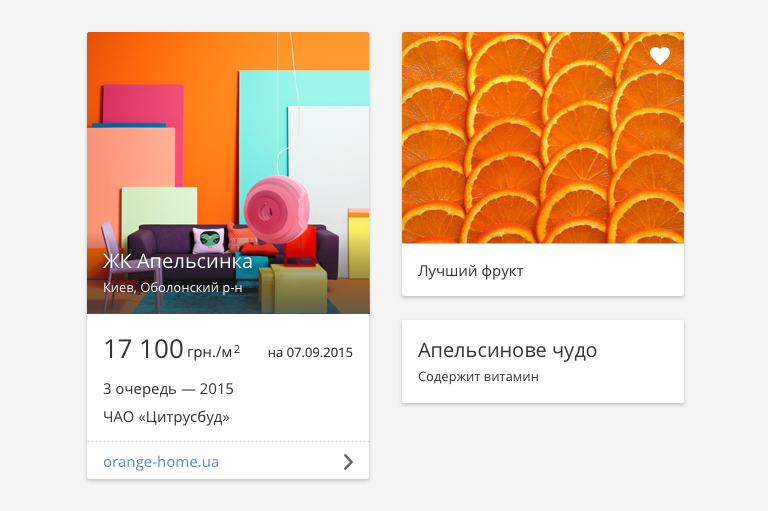 ЖК Апельсинка
Киев, Оболонский р-н
17 100 грн./м²
на 07.09.2015
3 очередь — 2015
ЧАО «Цитрусбуд»
orange-home.ua
Лучший фрукт
Апельсинове чудо
Содержит витамин